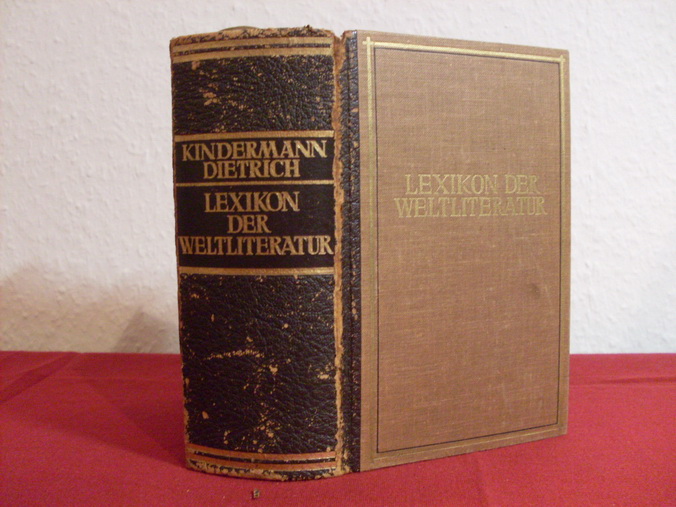 KINDERMANN
DIETRICH
LEXIKON
DER
WELTLITERATUR
LEXIKON DER
WELTLITERATUR